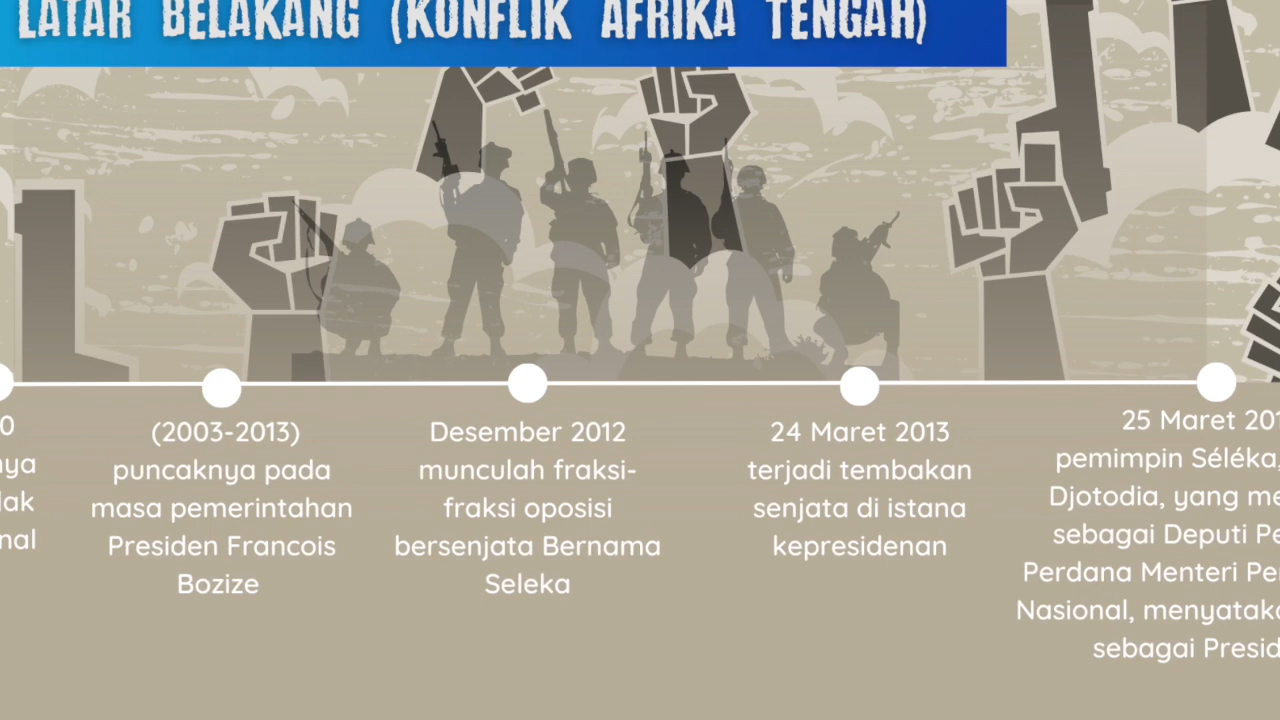 LATAR BELAKANG (KONFLIK AFRIKA TENGAH)
(2003-2013)
puncaknya pada
masa pemerintahan
Presiden Francois
Bozize
Desember 2012
munculah fraksi-
fraksi oposisi
bersenjata Bernama
Seleka
24 Maret 2013
terjadi tembakan
senjata di istana
kepresidenan
25 Maret
pemimpin Séléka,
Djotodia, yang
sebagai Deputi
Perdana Menteri
Nasional,
sebagai